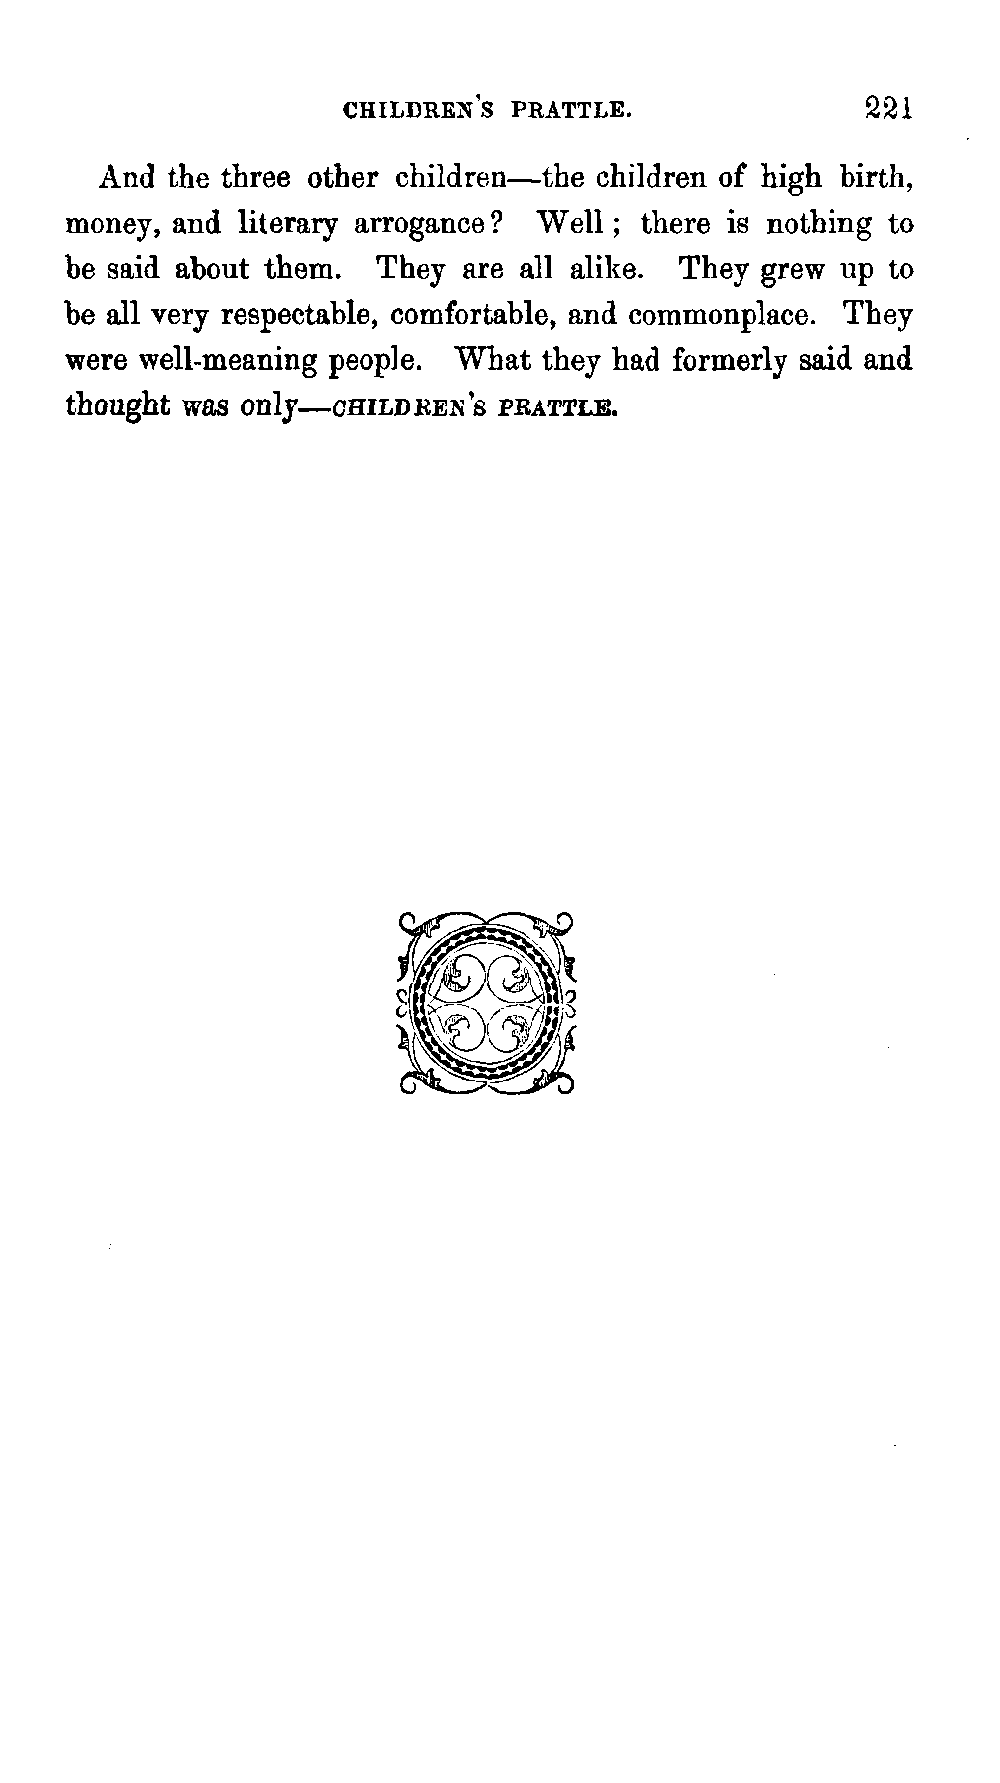 CHILDREN'S PRATTLE. 221
And the three other children—the children of high birth,
money, and literary arrogance? Well; there is nothing to
be said about them. They are all alike. They grew up to
be all very respectable, comfortable, and commonplace. They
were well-meaning people. What they had formerly said and
thought was only—CHILDREN'S PRATTLE.